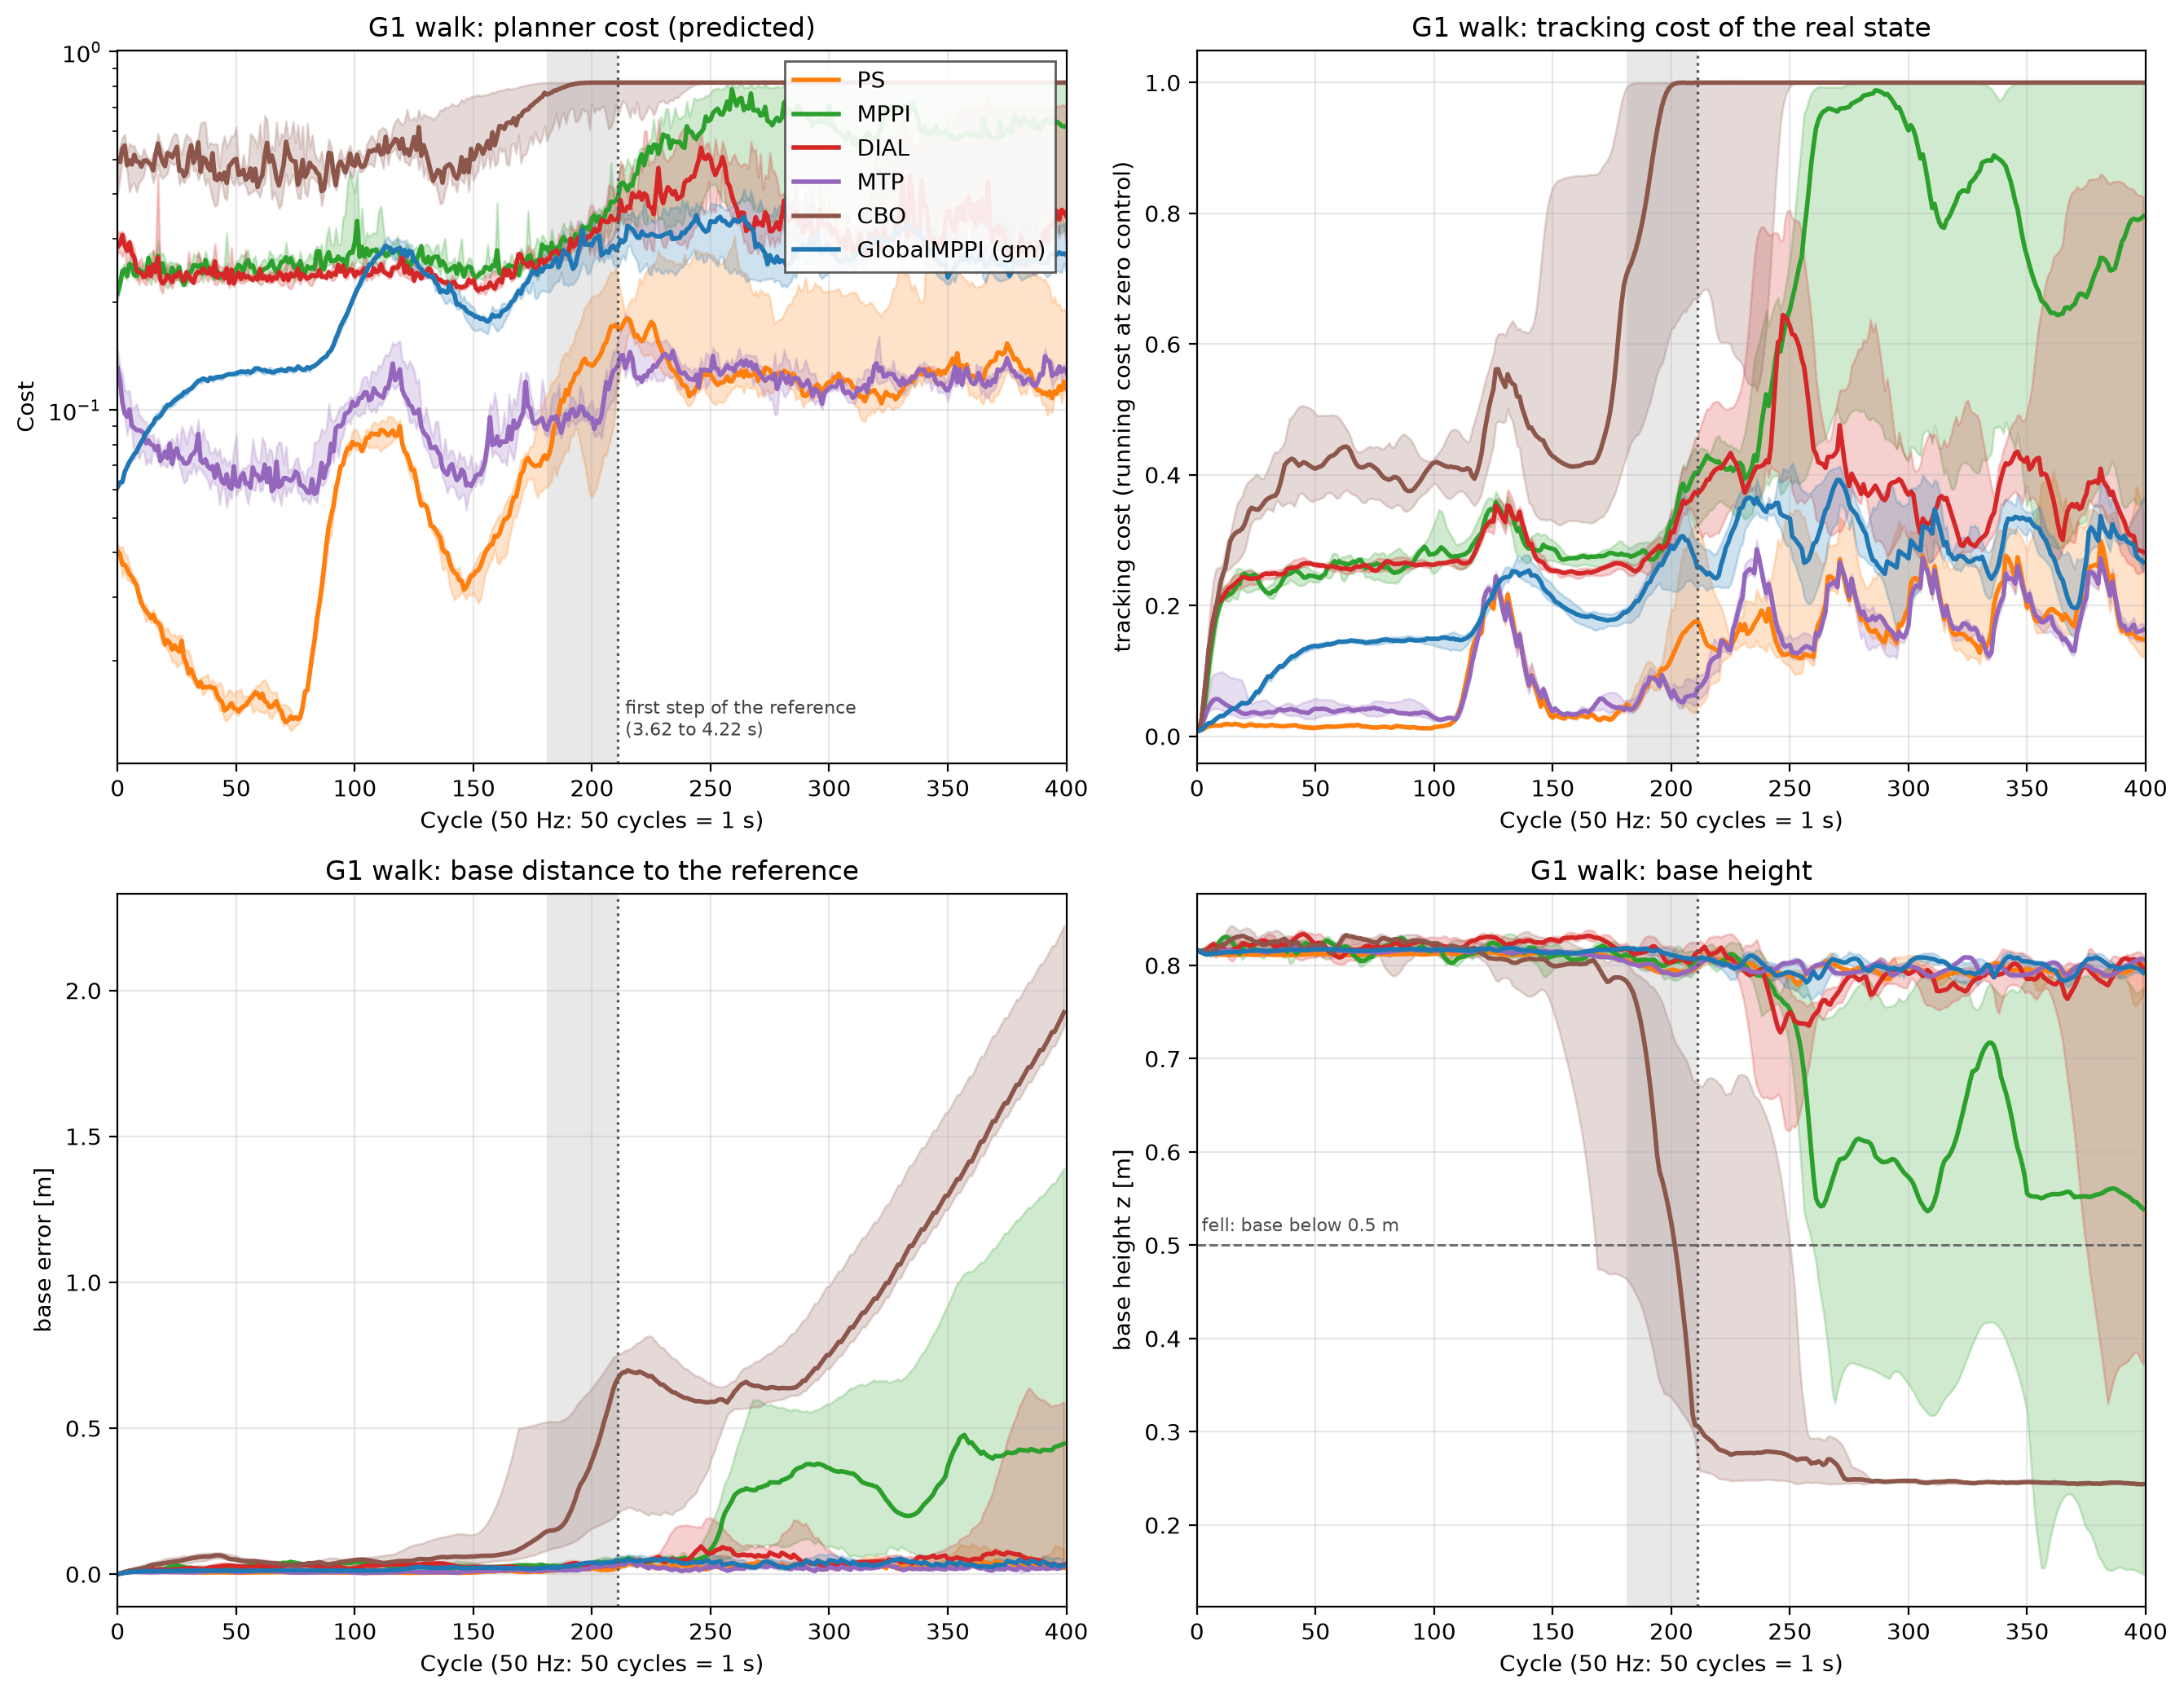 G1 walk: planner cost (predicted)
10⁰
10⁻¹
Cost
PS
MPPI
DIAL
MTP
CBO
GlobalMPPI (gm)
first step of the reference
(3.62 to 4.22 s)
0 50 100 150 200 250 300 350 400
Cycle (50 Hz: 50 cycles = 1 s)
G1 walk: tracking cost of the real state
1.0
0.8
0.6
0.4
0.2
0.0
tracking cost (running cost at zero control)
0 50 100 150 200 250 300 350 400
Cycle (50 Hz: 50 cycles = 1 s)
G1 walk: base distance to the reference
2.0
1.5
1.0
0.5
0.0
base error [m]
0 50 100 150 200 250 300 350 400
Cycle (50 Hz: 50 cycles = 1 s)
G1 walk: base height
0.8
0.7
0.6
0.5
0.4
0.3
0.2
base height z [m]
fell: base below 0.5 m
0 50 100 150 200 250 300 350 400
Cycle (50 Hz: 50 cycles = 1 s)